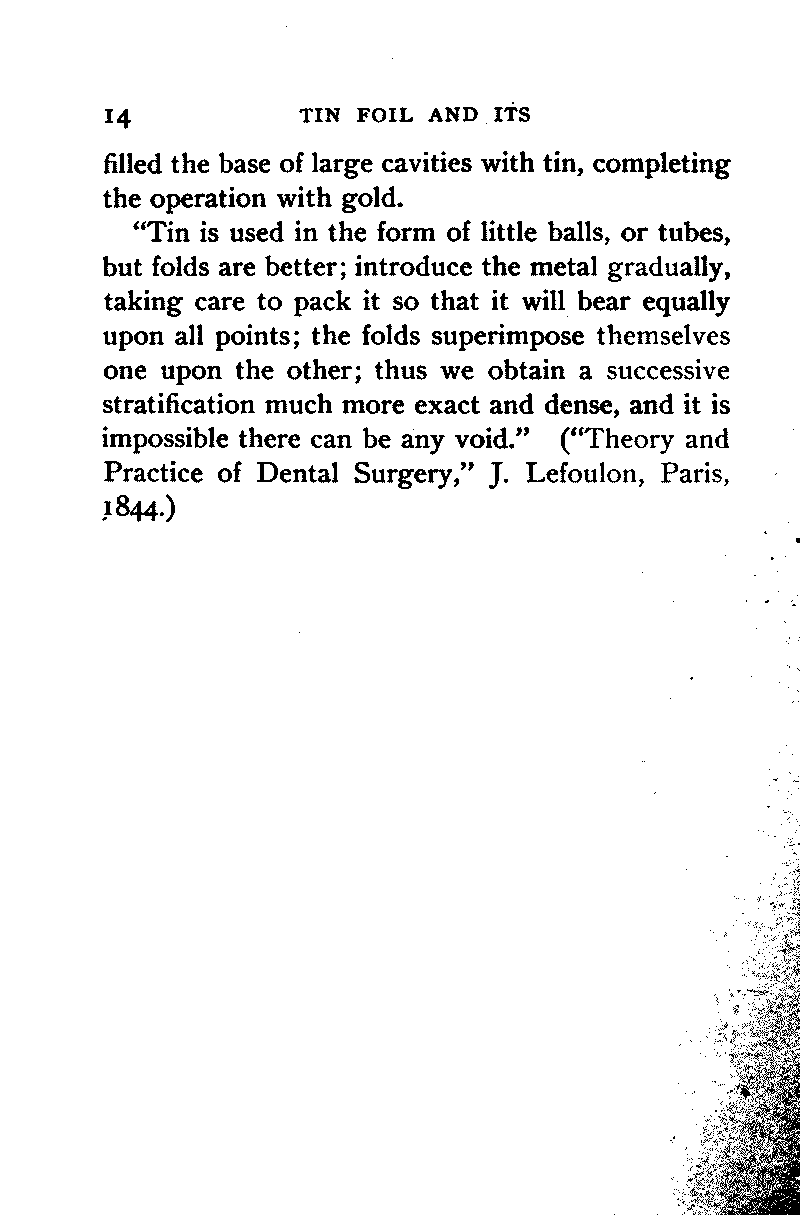 14 TIN FOIL AND ITS
filled the base of large cavities with tin, completing
the operation with gold.
“Tin is used in the form of little balls, or tubes,
but folds are better; introduce the metal gradually,
taking care to pack it so that it will bear equally
upon all points; the folds superimpose themselves
one upon the other; thus we obtain a successive
stratification much more exact and dense, and it is
impossible there can be any void.” (“Theory and
Practice of Dental Surgery,” J. Lefoulon, Paris,
1844.)